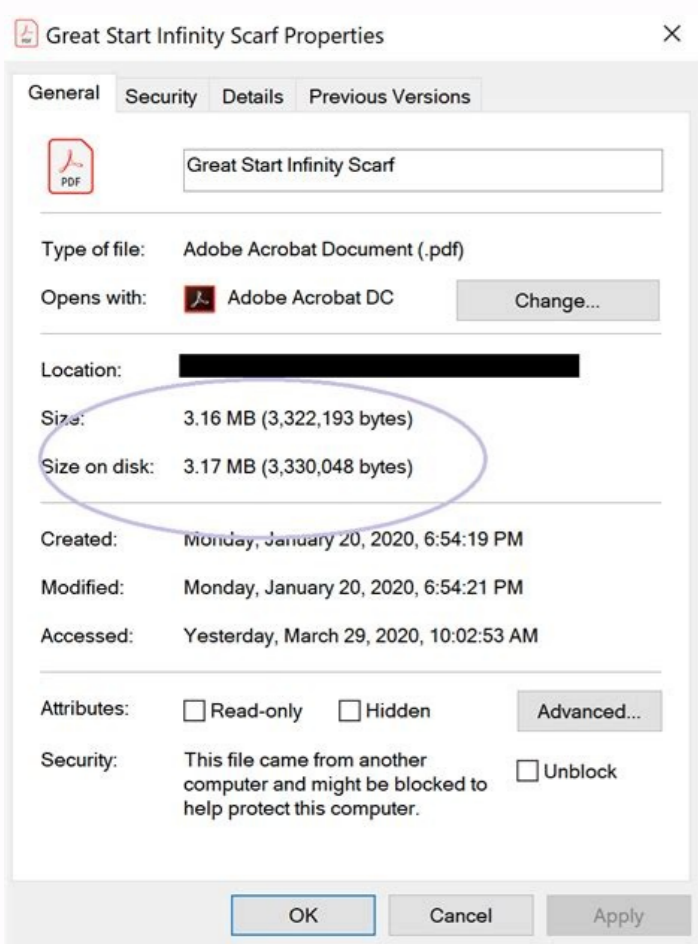 Great Start Infinity Scarf Properties
General Security Details Previous Versions
PDF Great Start Infinity Scarf
Type of file: Adobe Acrobat Document (.pdf)
Opens with: Adobe Acrobat DC Change...
Location:
Size: 3.16 MB (3,322,193 bytes)
Size on disk: 3.17 MB (3,330,048 bytes)
Created: Monday, January 20, 2020, 6:54:19 PM
Modified: Monday, January 20, 2020, 6:54:21 PM
Accessed: Yesterday, March 29, 2020, 10:02:53 AM
Attributes: Read-only Hidden Advanced...
Security: This file came from another
computer and might be blocked to
help protect this computer.
Unblock
OK Cancel Apply